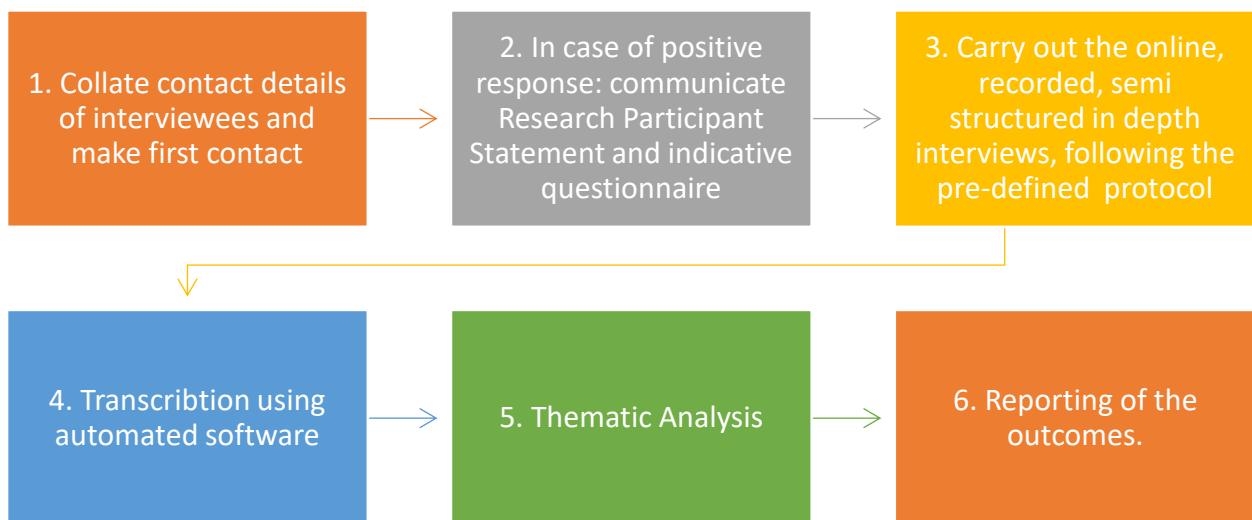 1. Collate contact details
of interviewees and
make first contact
2. In case of positive
response: communicate
Research Participant
Statement and indicative
questionnaire
3. Carry out the online,
recorded, semi
structured in depth
interviews, following the
pre-defined protocol
4. Transcribtion using
automated software
5. Thematic Analysis
6. Reporting of the
outcomes.